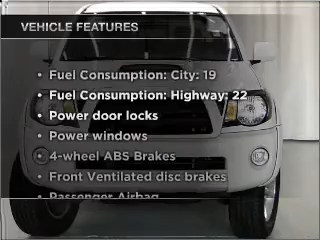 VEHICLE FEATURES
• Fuel Consumption: City: 19
• Fuel Consumption: Highway: 22
• Power door locks
• Power windows
• 4-wheel ABS Brakes
• Front Ventilated disc brakes
• Passenger Airbag